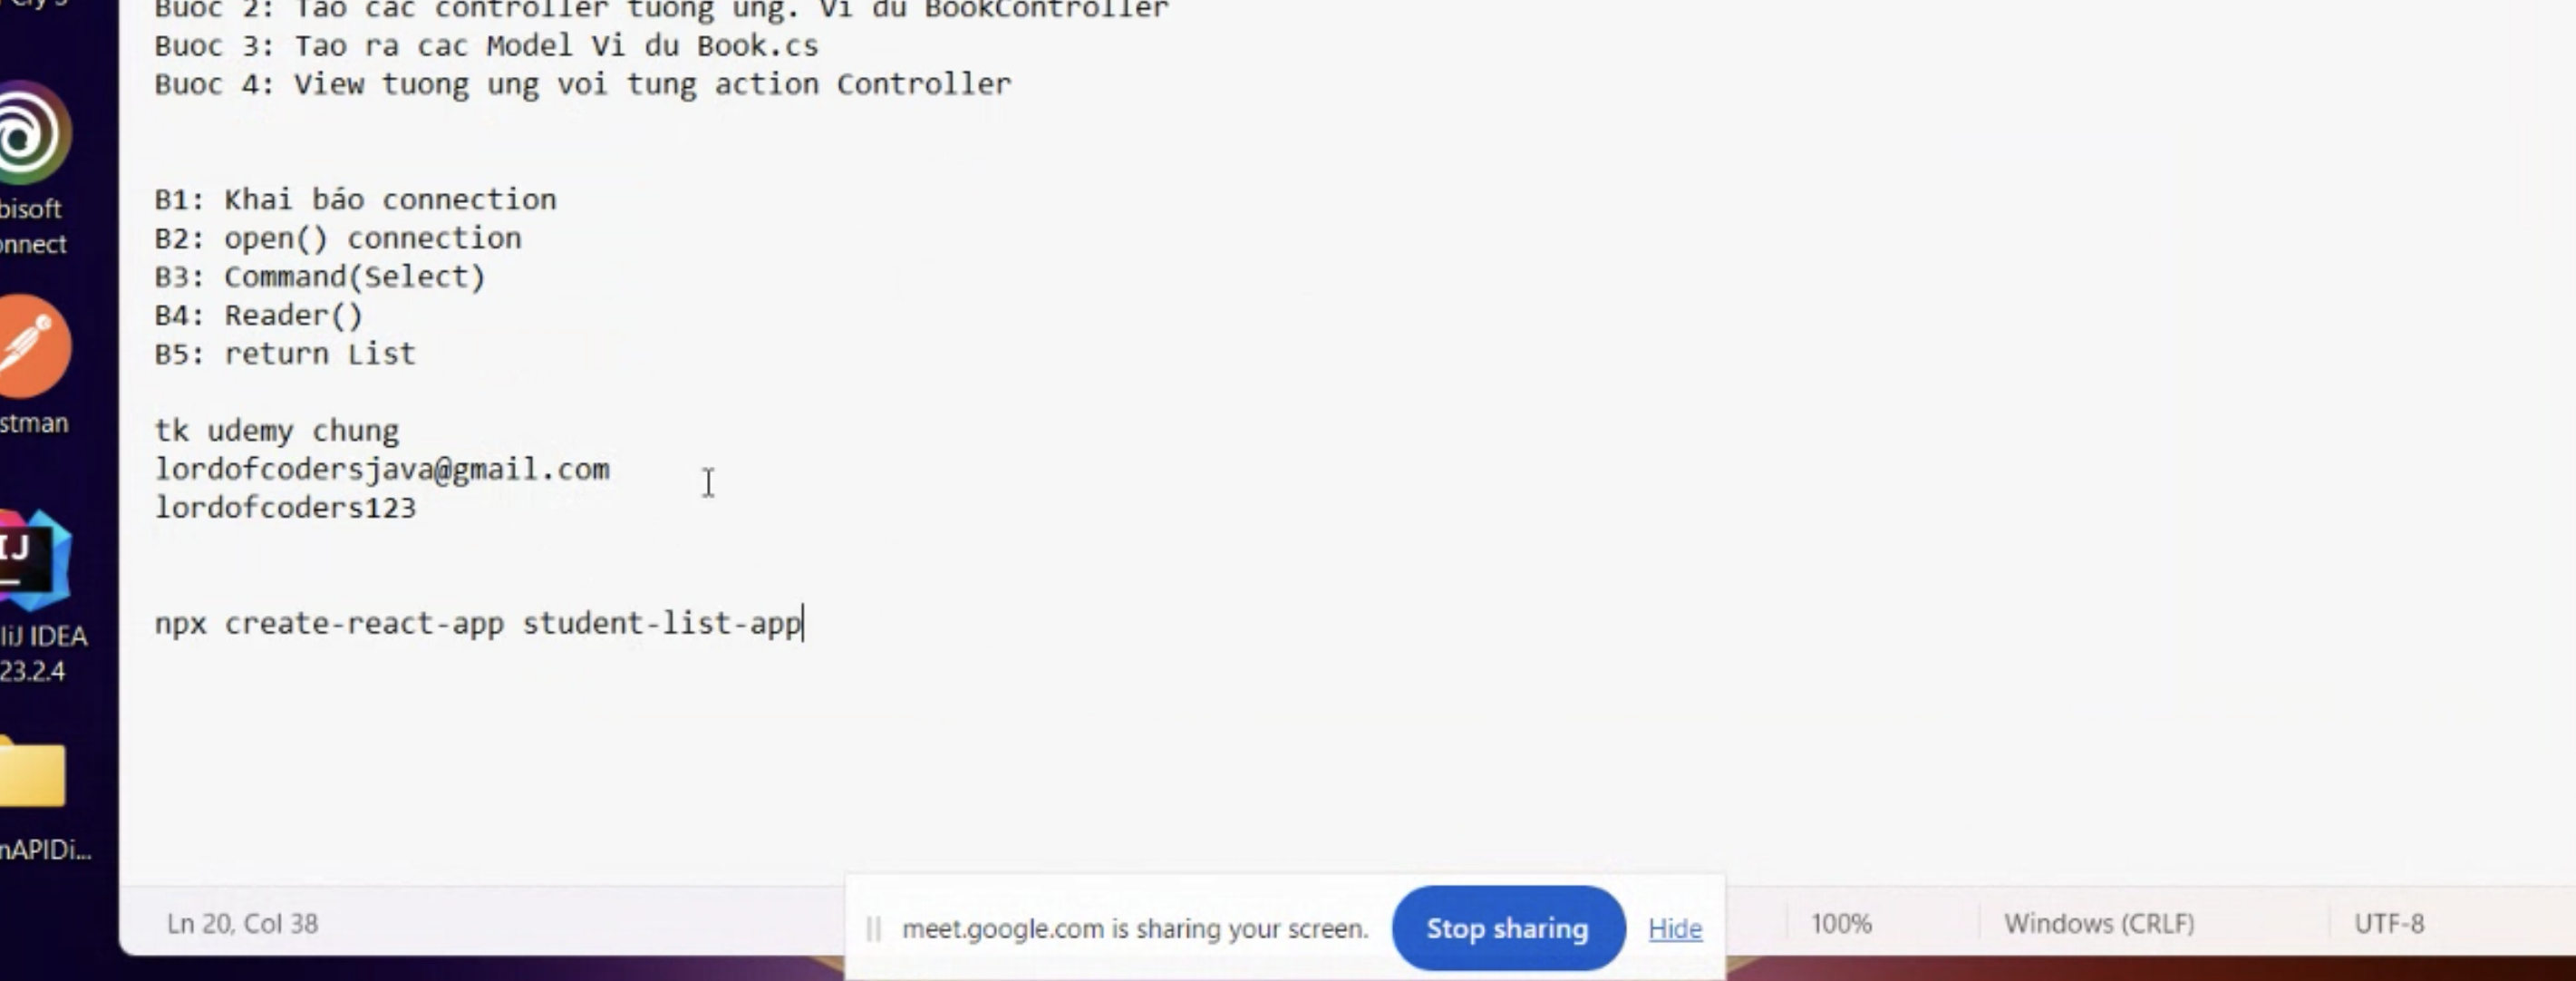 Buoc 2: Tao cac controller tuong ung. Vi du BookController
Buoc 3: Tao ra cac Model Vi du Book.cs
Buoc 4: View tuong ung voi tung action Controller
bisoft
onnect
B1: Khai báo connection
B2: open() connection
B3: Command(Select)
B4: Reader()
B5: return List
stman
tk udemy chung
lordofcodersjava@gmail.com
lordofcoders123
IJ
liJ IDEA
23.2.4
npx create-react-app student-list-app
nAPIDi...
Ln 20, Col 38
meet.google.com is sharing your screen.
Stop sharing
Hide
100%
Windows (CRLF)
UTF-8